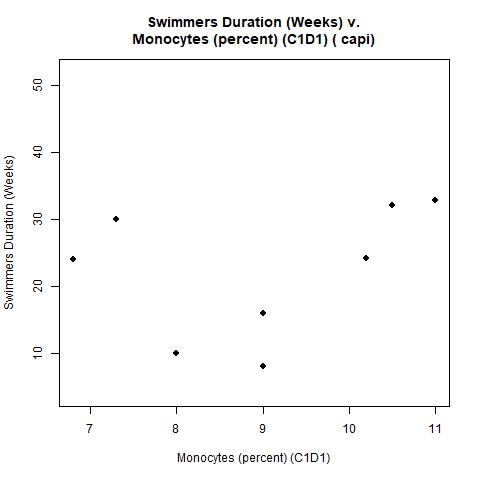 Swimmers Duration (Weeks) v.
Monocytes (percent) (C1D1) ( capi)
Swimmers Duration (Weeks)
50
40
30
20
10
7 8 9 10 11
Monocytes (percent) (C1D1)